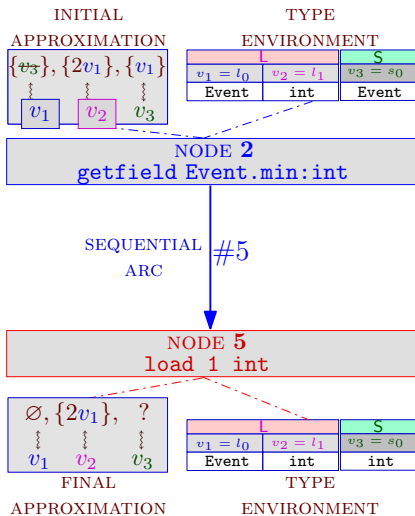 INITIAL APPROXIMATION
TYPE ENVIRONMENT
{v₃}, {2v₁}, {v₁}
v₁ v₂ v₃
L S
v₁ = l₀ v₂ = l₁ v₃ = s₀
Event int Event
NODE 2
getfield Event.min:int
SEQUENTIAL ARC
#5
NODE 5
load 1 int
∅, {2v₁}, ?
v₁ v₂ v₃
L S
v₁ = l₀ v₂ = l₁ v₃ = s₀
Event int int
FINAL APPROXIMATION
TYPE ENVIRONMENT